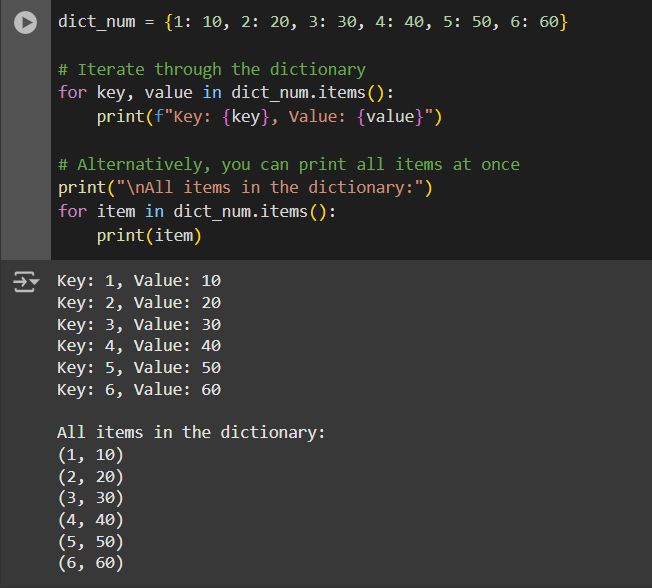 dict_num = {1: 10, 2: 20, 3: 30, 4: 40, 5: 50, 6: 60}

# Iterate through the dictionary
for key, value in dict_num.items():
    print(f"Key: {key}, Value: {value}")

# Alternatively, you can print all items at once
print("\nAll items in the dictionary:")
for item in dict_num.items():
    print(item)

Key: 1, Value: 10
Key: 2, Value: 20
Key: 3, Value: 30
Key: 4, Value: 40
Key: 5, Value: 50
Key: 6, Value: 60

All items in the dictionary:
(1, 10)
(2, 20)
(3, 30)
(4, 40)
(5, 50)
(6, 60)